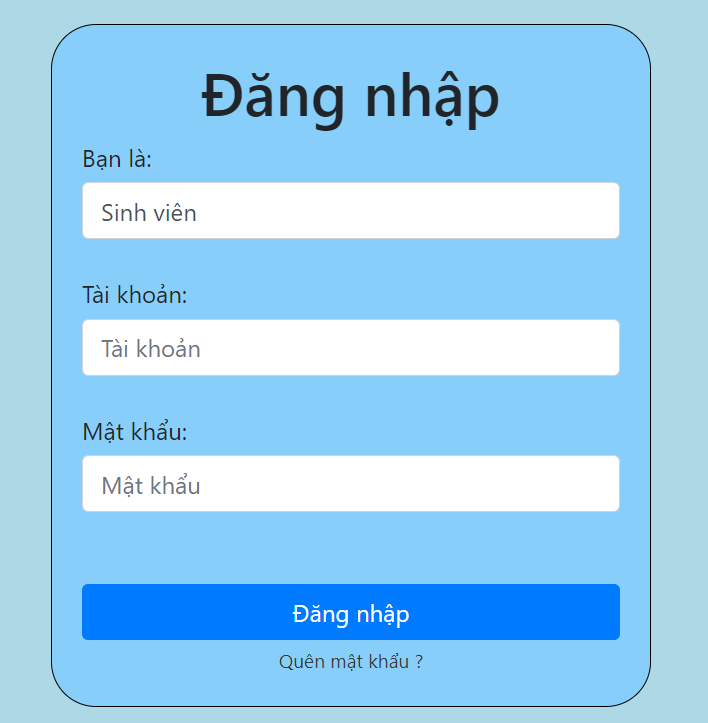 Đăng nhập
Bạn là:
Sinh viên
Tài khoản:
Tài khoản
Mật khẩu:
Mật khẩu
Đăng nhập
Quên mật khẩu ?